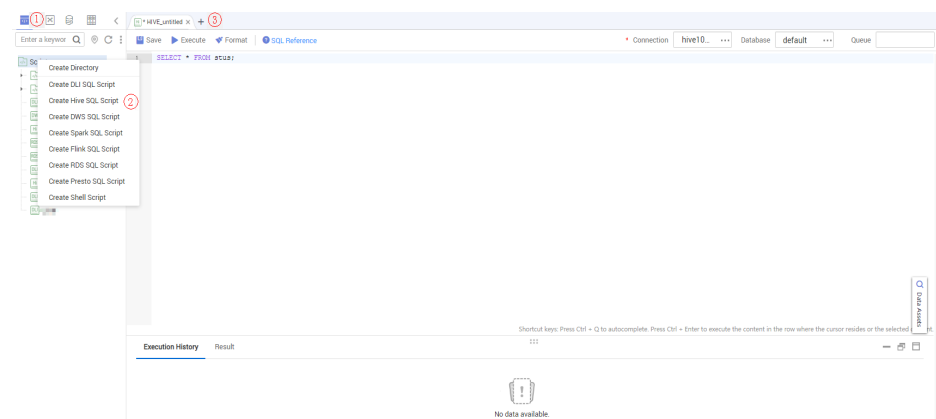 1
* HIVE_untitled × + 3
Enter a keywor
Save Execute Format SQL Reference * Connection hive10... ... Database default ... Queue
1 SELECT * FROM stus;
Sc
Create Directory
Create DLI SQL Script
Create Hive SQL Script 2
Create DWS SQL Script
Create Spark SQL Script
Create Flink SQL Script
Create RDS SQL Script
Create Presto SQL Script
Create Shell Script
Data Assets
Shortcut keys: Press Ctrl + Q to autocomplete. Press Ctrl + Enter to execute the content in the row where the cursor resides or the selected
Execution History Result
No data available.